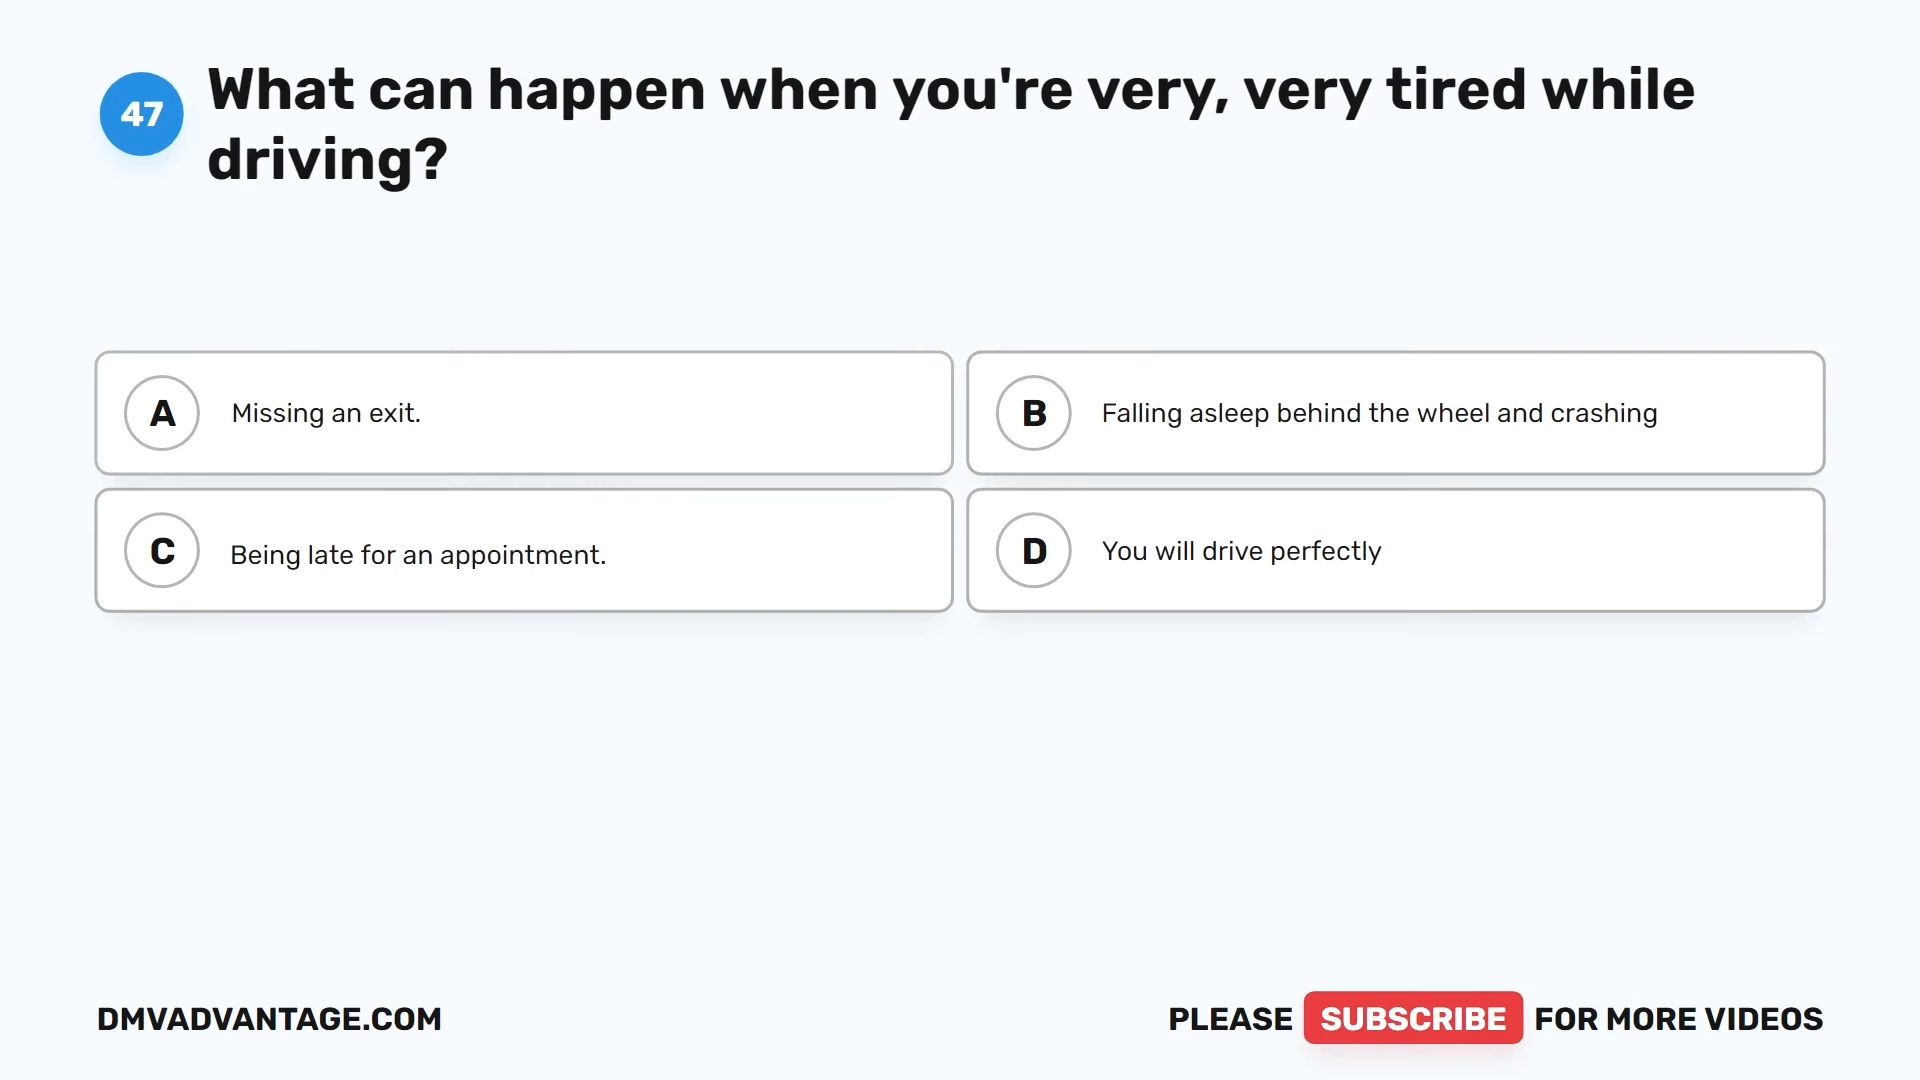 47
What can happen when you're very, very tired while
driving?
A
Missing an exit.
B
Falling asleep behind the wheel and crashing
C
Being late for an appointment.
D
You will drive perfectly
DMVADVANTAGE.COM
PLEASE SUBSCRIBE FOR MORE VIDEOS